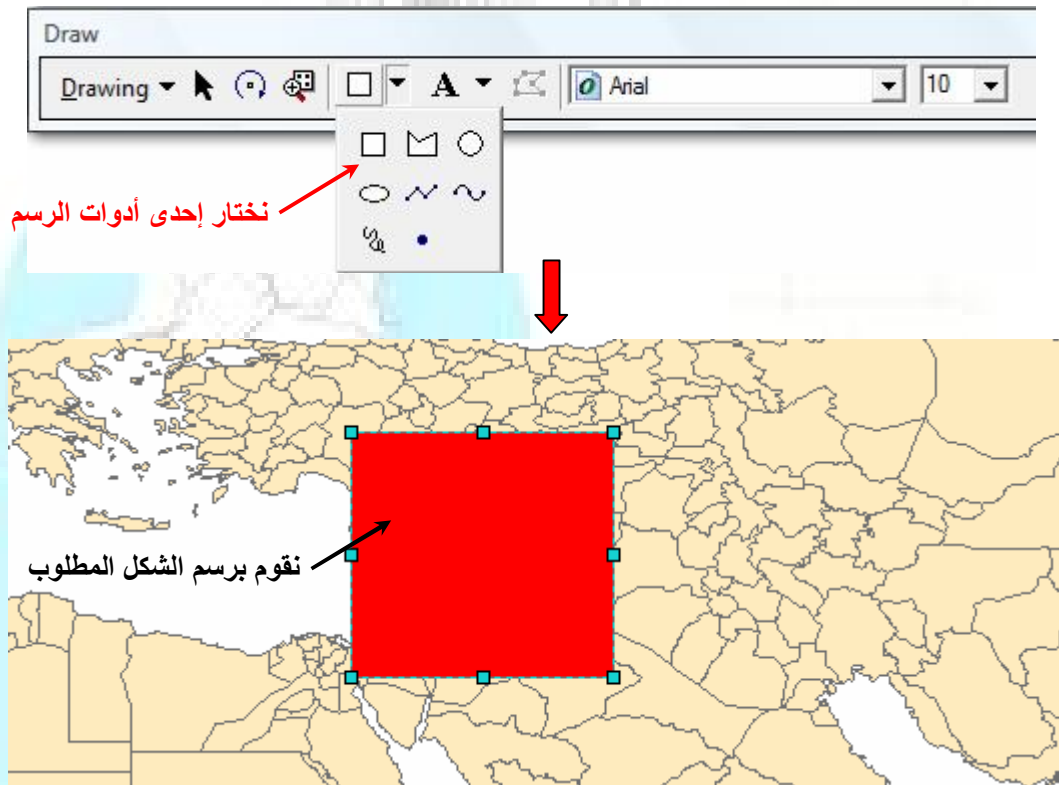 Draw
Drawing A Arial 10
نختار إحدى أدوات الرسم
نقوم برسم الشكل المطلوب